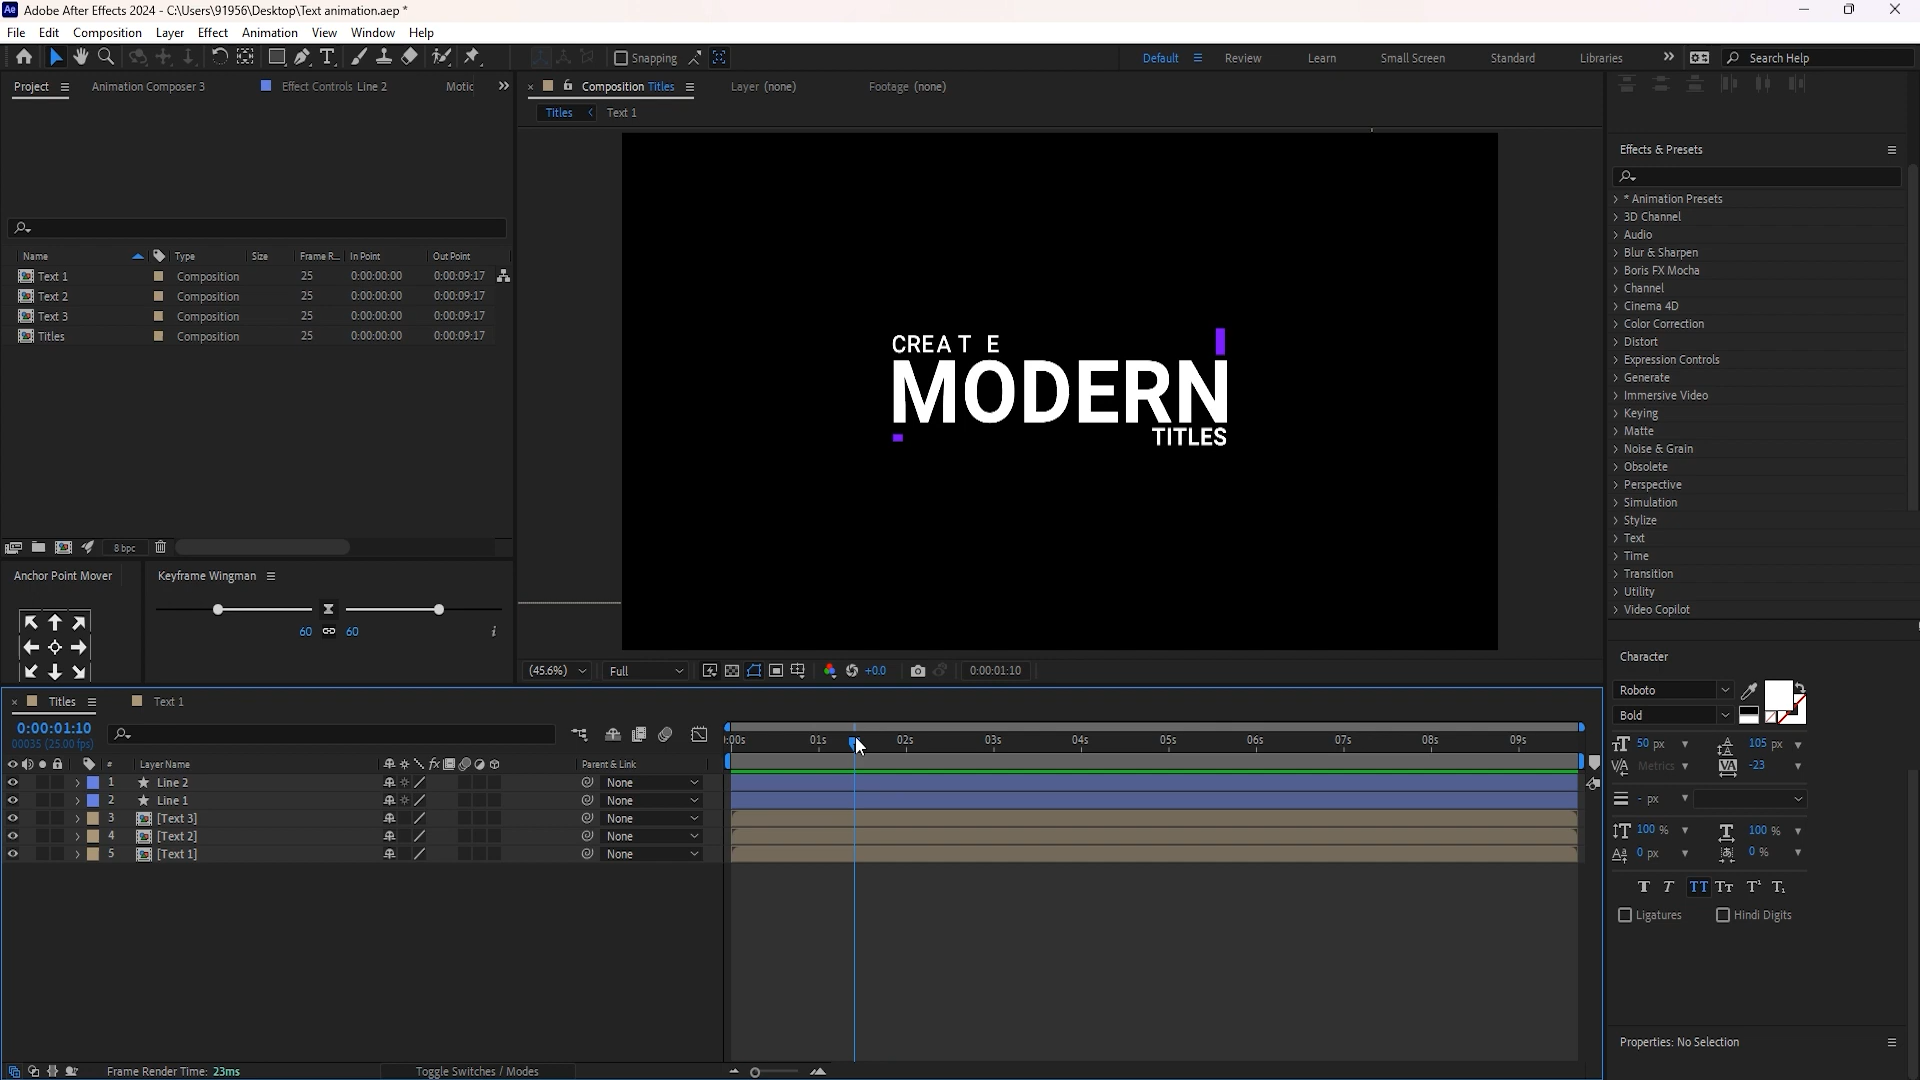 Ae Adobe After Effects 2024 - C:\Users\91956\Desktop\Text animation.aep *
File Edit Composition Layer Effect Animation View Window Help
Snapping
Default Review Learn Small Screen Standard Libraries Search Help
Project Animation Composer 3 Effect Controls Line 2 Motic
Composition Titles Layer (none) Footage (none)
Titles Text 1
Name Type Size Frame R... In Point Out Point
Text 1 Composition 25 0:00:00:00 0:00:09:17
Text 2 Composition 25 0:00:00:00 0:00:09:17
Text 3 Composition 25 0:00:00:00 0:00:09:17
Titles Composition 25 0:00:00:00 0:00:09:17
8 bpc
Anchor Point Mover Keyframe Wingman
60 60 i
CREAT E
MODERN
TITLES
(45.6%) Full +0.0 0:00:01:10
Effects & Presets
* Animation Presets
3D Channel
Audio
Blur & Sharpen
Boris FX Mocha
Channel
Cinema 4D
Color Correction
Distort
Expression Controls
Generate
Immersive Video
Keying
Matte
Noise & Grain
Obsolete
Perspective
Simulation
Stylize
Text
Time
Transition
Utility
Video Copilot
Character
Roboto
Bold
50 px 105 px
Metrics -23
- px
100 % 100 %
0 px 0 %
T T TT Tт T¹ T₁
Ligatures Hindi Digits
Properties: No Selection
Titles Text 1
0:00:01:10
00035 (25.00 fps)
:00s 01s 02s 03s 04s 05s 06s 07s 08s 09s
# Layer Name fx Parent & Link
1 Line 2 None
2 Line 1 None
3 [Text 3] None
4 [Text 2] None
5 [Text 1] None
Frame Render Time: 23ms Toggle Switches / Modes